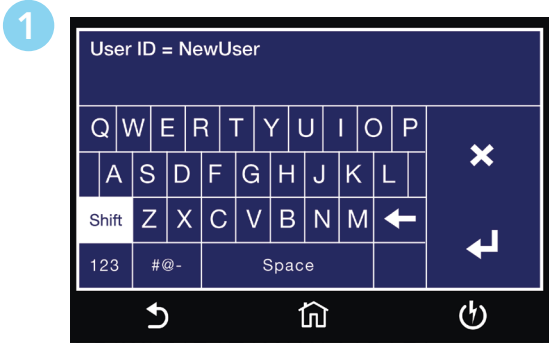 1
User ID = NewUser
Q W E R T Y U I O P
A S D F G H J K L
Shift Z X C V B N M
123 #@- Space